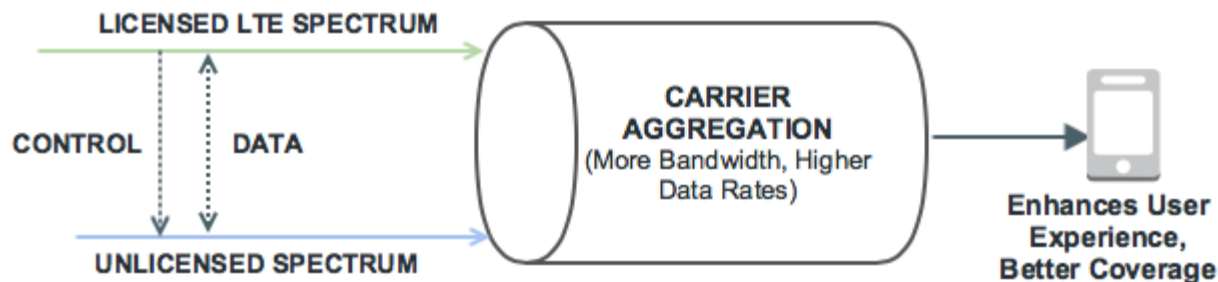 LICENSED LTE SPECTRUM
CONTROL
DATA
UNLICENSED SPECTRUM
CARRIER
AGGREGATION
(More Bandwidth, Higher
Data Rates)
Enhances User
Experience,
Better Coverage